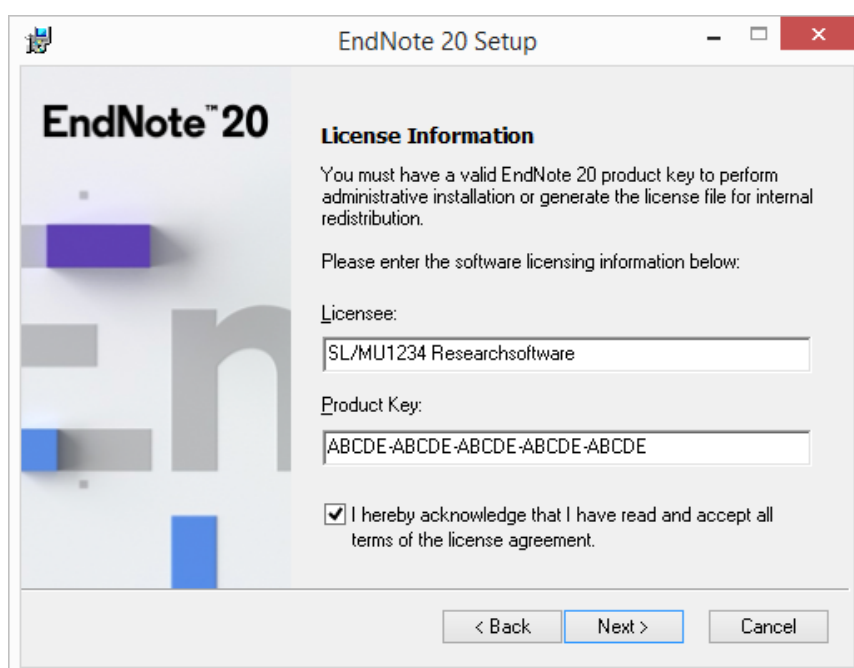 EndNote 20 Setup
EndNote™20
License Information
You must have a valid EndNote 20 product key to perform
administrative installation or generate the license file for internal
redistribution.
Please enter the software licensing information below:
Licensee:
SL/MU1234 Researchsoftware
Product Key:
ABCDE-ABCDE-ABCDE-ABCDE-ABCDE
I hereby acknowledge that I have read and accept all
terms of the license agreement.
< Back
Next >
Cancel